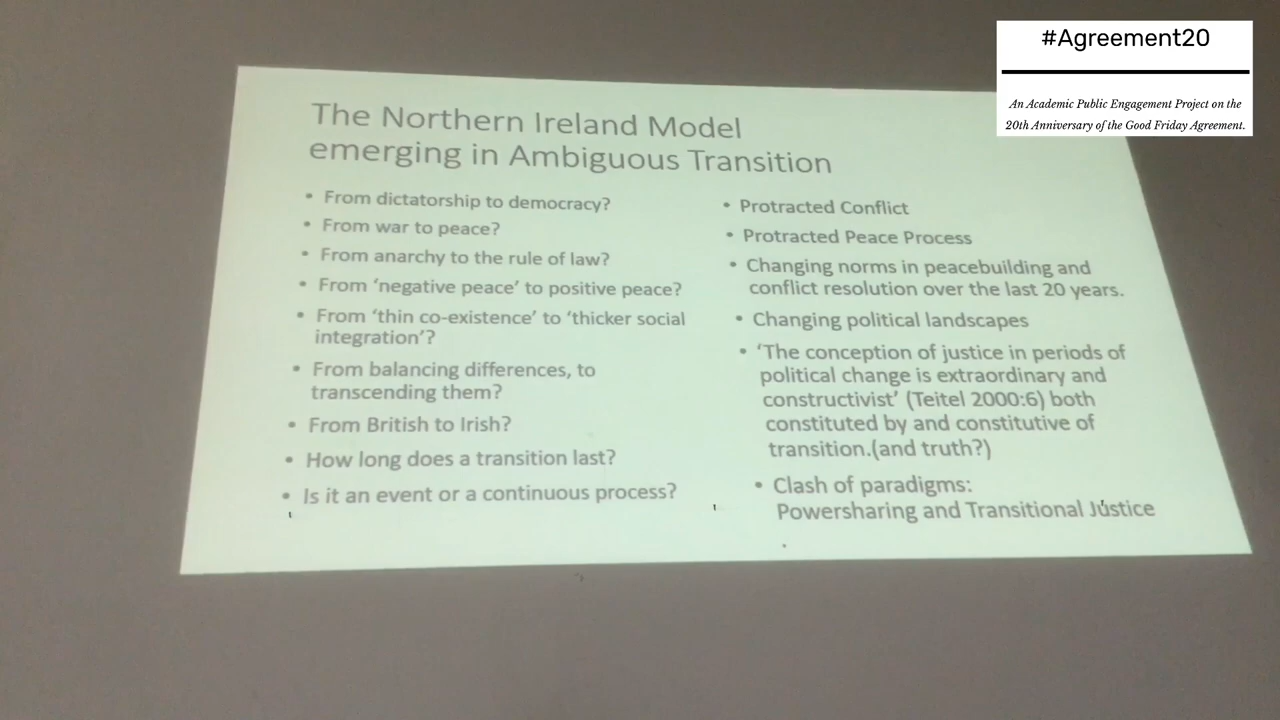 #Agreement20
An Academic Public Engagement Project on the
20th Anniversary of the Good Friday Agreement.
The Northern Ireland Model
emerging in Ambiguous Transition
• From dictatorship to democracy?
• From war to peace?
• From anarchy to the rule of law?
• From ‘negative peace’ to positive peace?
• From ‘thin co-existence’ to ‘thicker social
integration’?
• From balancing differences, to
transcending them?
• From British to Irish?
• How long does a transition last?
• Is it an event or a continuous process?
• Protracted Conflict
• Protracted Peace Process
• Changing norms in peacebuilding and
conflict resolution over the last 20 years.
• Changing political landscapes
• ‘The conception of justice in periods of
political change is extraordinary and
constructivist’ (Teitel 2000:6) both
constituted by and constitutive of
transition.(and truth?)
• Clash of paradigms:
Powersharing and Transitional Justice